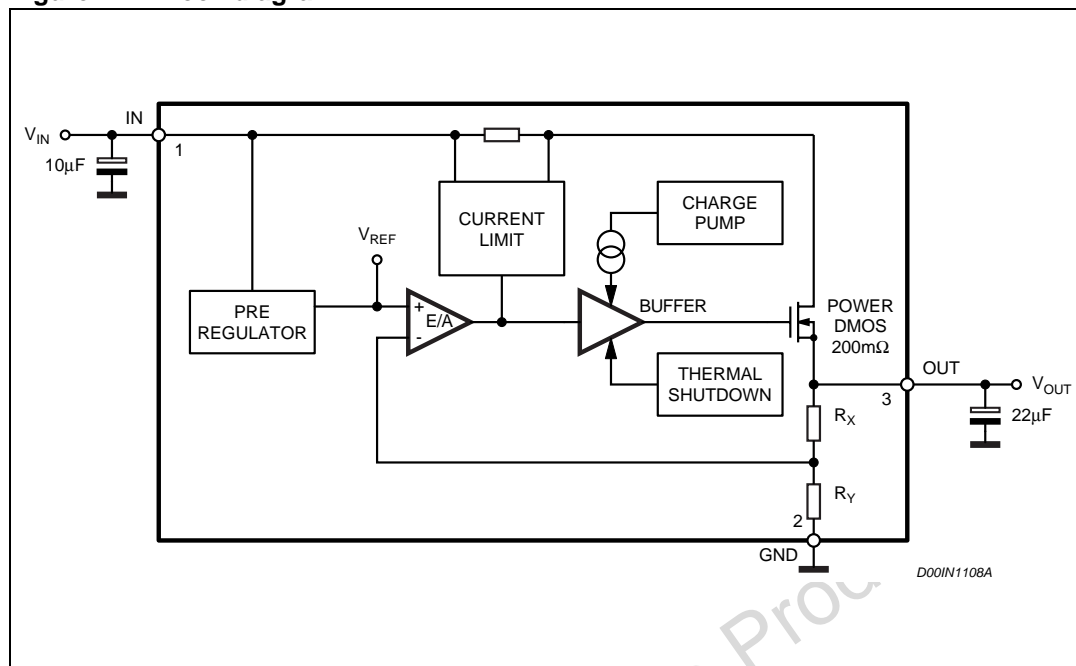 IN
V_IN
1
10µF
CURRENT
LIMIT
CHARGE
PUMP
V_REF
PRE
REGULATOR
+
E/A
-
BUFFER
POWER
DMOS
200mΩ
THERMAL
SHUTDOWN
OUT
3
V_OUT
22µF
R_X
R_Y
2
GND
D00IN1108A